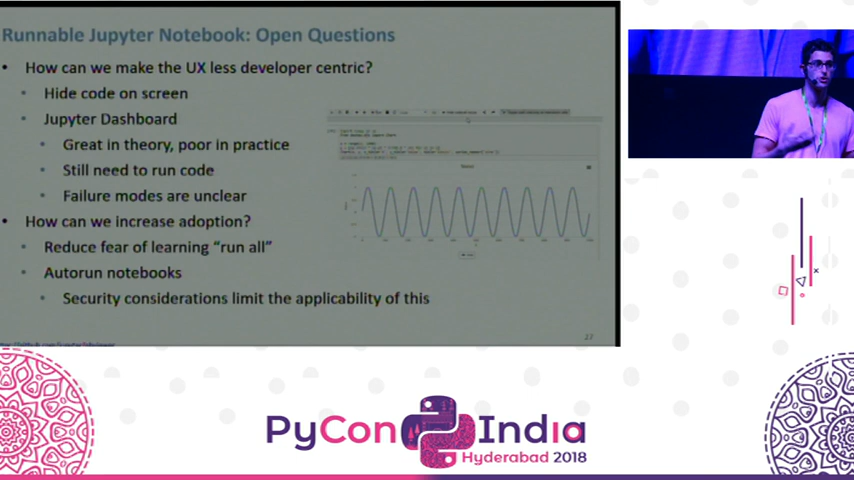 Runnable Jupyter Notebook: Open Questions
• How can we make the UX less developer centric?
• Hide code on screen
• Jupyter Dashboard
• Great in theory, poor in practice
• Still need to run code
• Failure modes are unclear
• How can we increase adoption?
• Reduce fear of learning “run all”
• Autorun notebooks
• Security considerations limit the applicability of this
27
PyCon India
Hyderabad 2018